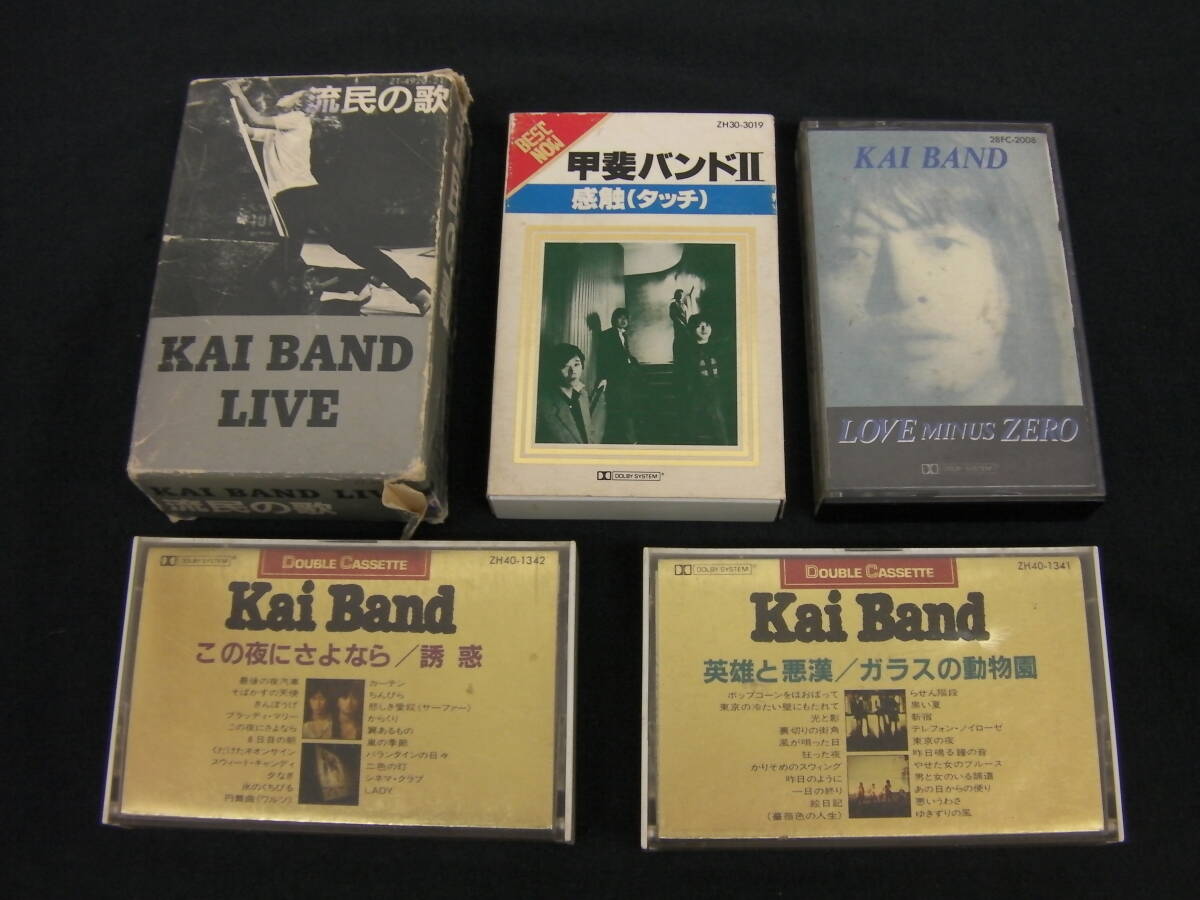 流民の歌
KAI BAND
LIVE
KAI BAND LIVE
流民の歌
BEST NOW
ZH30-3019
甲斐バンドII
感触(タッチ)
DOLBY SYSTEM
28FC-2008
KAI BAND
LOVE MINUS ZERO
DOLBY SYSTEM
DOLBY SYSTEM
DOUBLE CASSETTE
ZH40-1342
Kai Band
この夜にさよなら/誘惑
最後の夜汽車
そばかすの天使
きんぽうげ
ブラッディ・マリー
この夜にさよなら
8日目の朝
くだけたネオンサイン
スウィート・キャンディ
夕なぎ
氷のくちびる
円舞曲(ワルツ)
カーテン
ちんぴら
悲しき愛奴(サーファー)
からくり
翼あるもの
嵐の季節
バランタインの日々
二色の灯
シネマ・クラブ
LADY
DOLBY SYSTEM
DOUBLE CASSETTE
ZH40-1341
Kai Band
英雄と悪漢/ガラスの動物園
ポップコーンをほおばって
東京の冷たい壁にもたれて
光と影
裏切りの街角
風が唄った日
狂った夜
かりそめのスウィング
昨日のように
一日の終り
絵日記
(薔薇色の人生)
らせん階段
黒い夏
新宿
テレフォン・ノイローゼ
東京の夜
昨日鳴る鐘の音
やせた女のブルース
男と女のいる舗道
あの日からの便り
悪いうわさ
ゆきずりの風